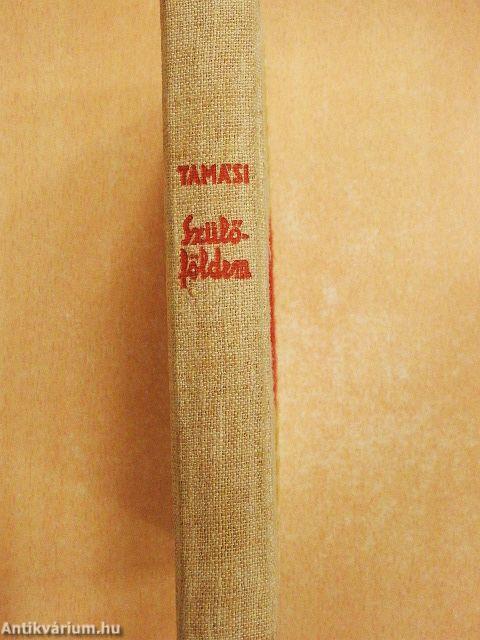 TAMÁSI
Szülő-
földem
Antikvárium.hu